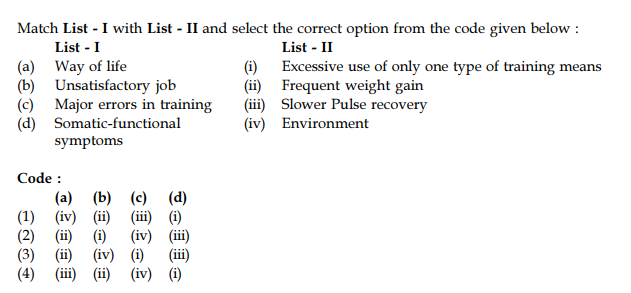 Match List - I with List - II and select the correct option from the code given below :
List - I List - II
(a) Way of life (i) Excessive use of only one type of training means
(b) Unsatisfactory job (ii) Frequent weight gain
(c) Major errors in training (iii) Slower Pulse recovery
(d) Somatic-functional (iv) Environment
symptoms
Code :
(a) (b) (c) (d)
(1) (iv) (ii) (iii) (i)
(2) (ii) (i) (iv) (iii)
(3) (ii) (iv) (i) (iii)
(4) (iii) (ii) (iv) (i)